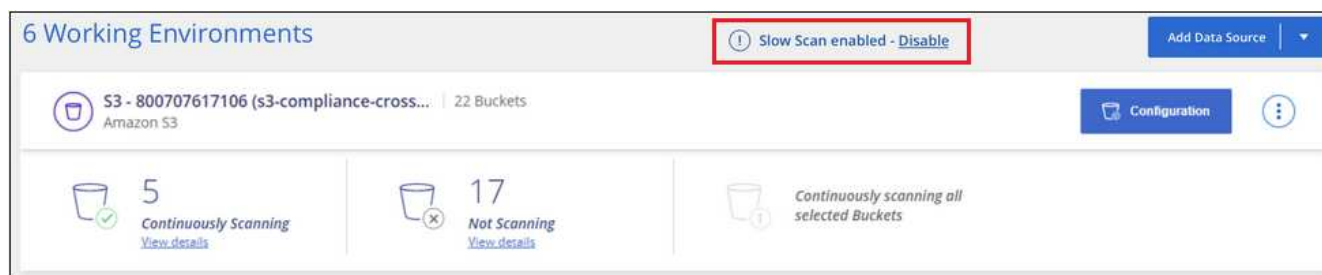 6 Working Environments
Slow Scan enabled - Disable
Add Data Source
S3 - 800707617106 (s3-compliance-cross... | 22 Buckets
Amazon S3
Configuration
5
Continuously Scanning
View details
17
Not Scanning
View details
Continuously scanning all
selected Buckets